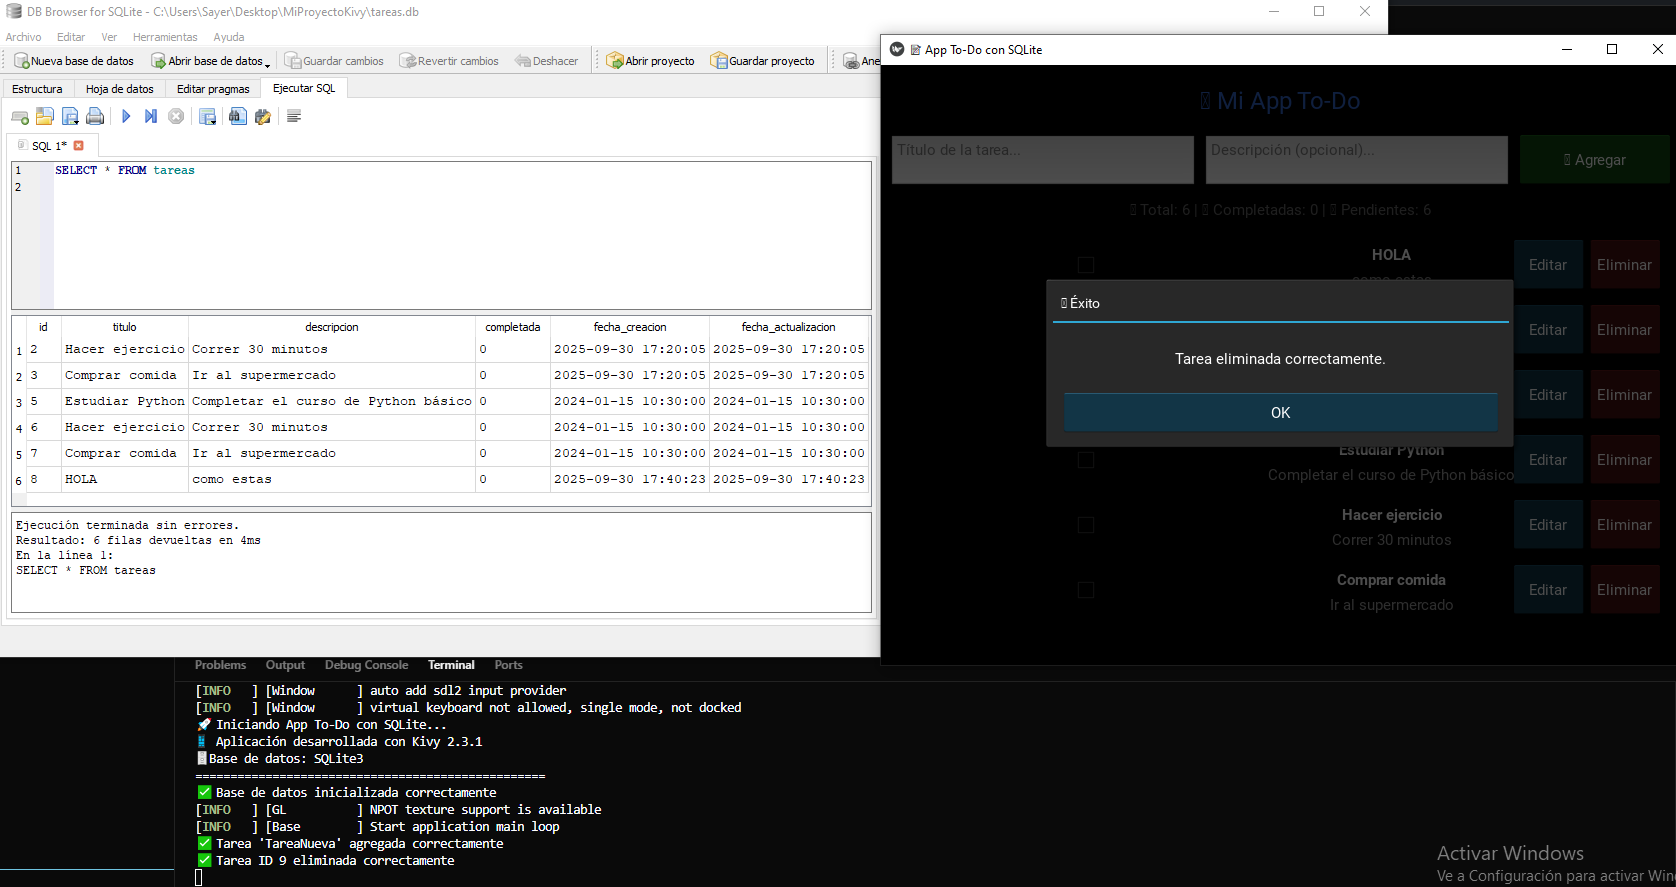 DB Browser for SQLite - C:\Users\Sayer\Desktop\MiProyectoKivy\tareas.db
Archivo Editar Ver Herramientas Ayuda
Nueva base de datos Abrir base de datos Guardar cambios Revertir cambios Deshacer Abrir proyecto Guardar proyecto Ane
Estructura Hoja de datos Editar pragmas Ejecutar SQL
SQL 1*
1 SELECT * FROM tareas
2
id titulo descripcion completada fecha_creacion fecha_actualizacion
1 2 Hacer ejercicio Correr 30 minutos 0 2025-09-30 17:20:05 2025-09-30 17:20:05
2 3 Comprar comida Ir al supermercado 0 2025-09-30 17:20:05 2025-09-30 17:20:05
3 5 Estudiar Python Completar el curso de Python básico 0 2024-01-15 10:30:00 2024-01-15 10:30:00
4 6 Hacer ejercicio Correr 30 minutos 0 2024-01-15 10:30:00 2024-01-15 10:30:00
5 7 Comprar comida Ir al supermercado 0 2024-01-15 10:30:00 2024-01-15 10:30:00
6 8 HOLA como estas 0 2025-09-30 17:40:23 2025-09-30 17:40:23
Ejecución terminada sin errores.
Resultado: 6 filas devueltas en 4ms
En la línea 1:
SELECT * FROM tareas
App To-Do con SQLite
Mi App To-Do
Título de la tarea... Descripción (opcional)... Agregar
Total: 6 | Completadas: 0 | Pendientes: 6
HOLA
como estas
Editar Eliminar
Éxito
Tarea eliminada correctamente.
OK
Editar Eliminar
Editar Eliminar
Estudiar Python
Completar el curso de Python básico
Editar Eliminar
Hacer ejercicio
Correr 30 minutos
Editar Eliminar
Comprar comida
Ir al supermercado
Editar Eliminar
Problems Output Debug Console Terminal Ports
[INFO   ] [Window      ] auto add sdl2 input provider
[INFO   ] [Window      ] virtual keyboard not allowed, single mode, not docked
🚀 Iniciando App To-Do con SQLite...
📱 Aplicación desarrollada con Kivy 2.3.1
Base de datos: SQLite3
==================================================
✅ Base de datos inicializada correctamente
[INFO   ] [GL          ] NPOT texture support is available
[INFO   ] [Base        ] Start application main loop
✅ Tarea 'TareaNueva' agregada correctamente
✅ Tarea ID 9 eliminada correctamente
Activar Windows
Ve a Configuración para activar Win